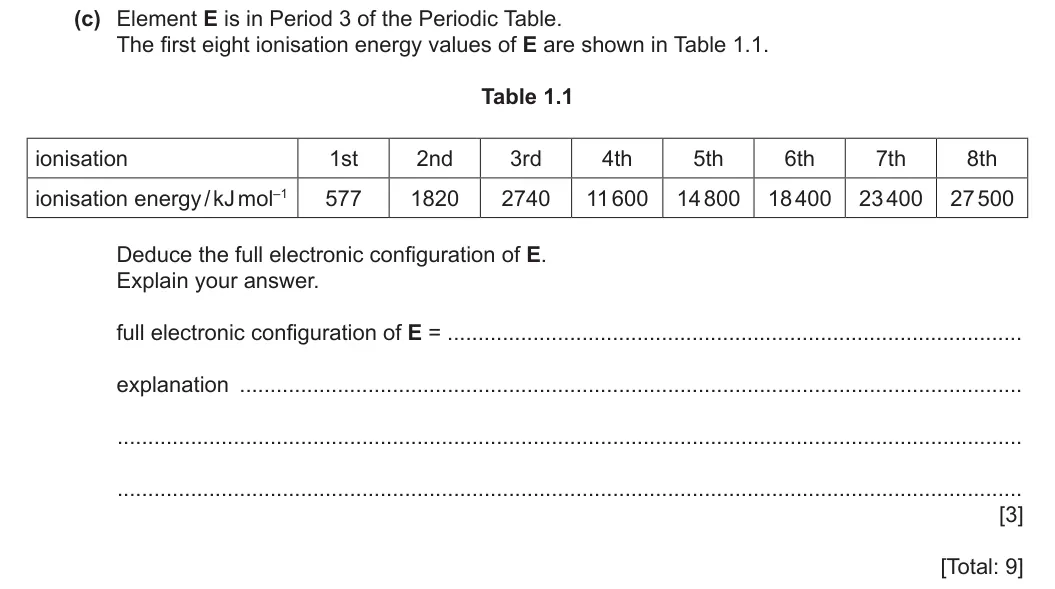 (c) Element E is in Period 3 of the Periodic Table.
The first eight ionisation energy values of E are shown in Table 1.1.
Table 1.1
ionisation 1st 2nd 3rd 4th 5th 6th 7th 8th
ionisation energy / kJ mol⁻¹ 577 1820 2740 11 600 14 800 18 400 23 400 27 500
Deduce the full electronic configuration of E.
Explain your answer.
full electronic configuration of E = ................................................................................................
explanation ..................................................................................................................................
.......................................................................................................................................................
.......................................................................................................................................................
[3]
[Total: 9]